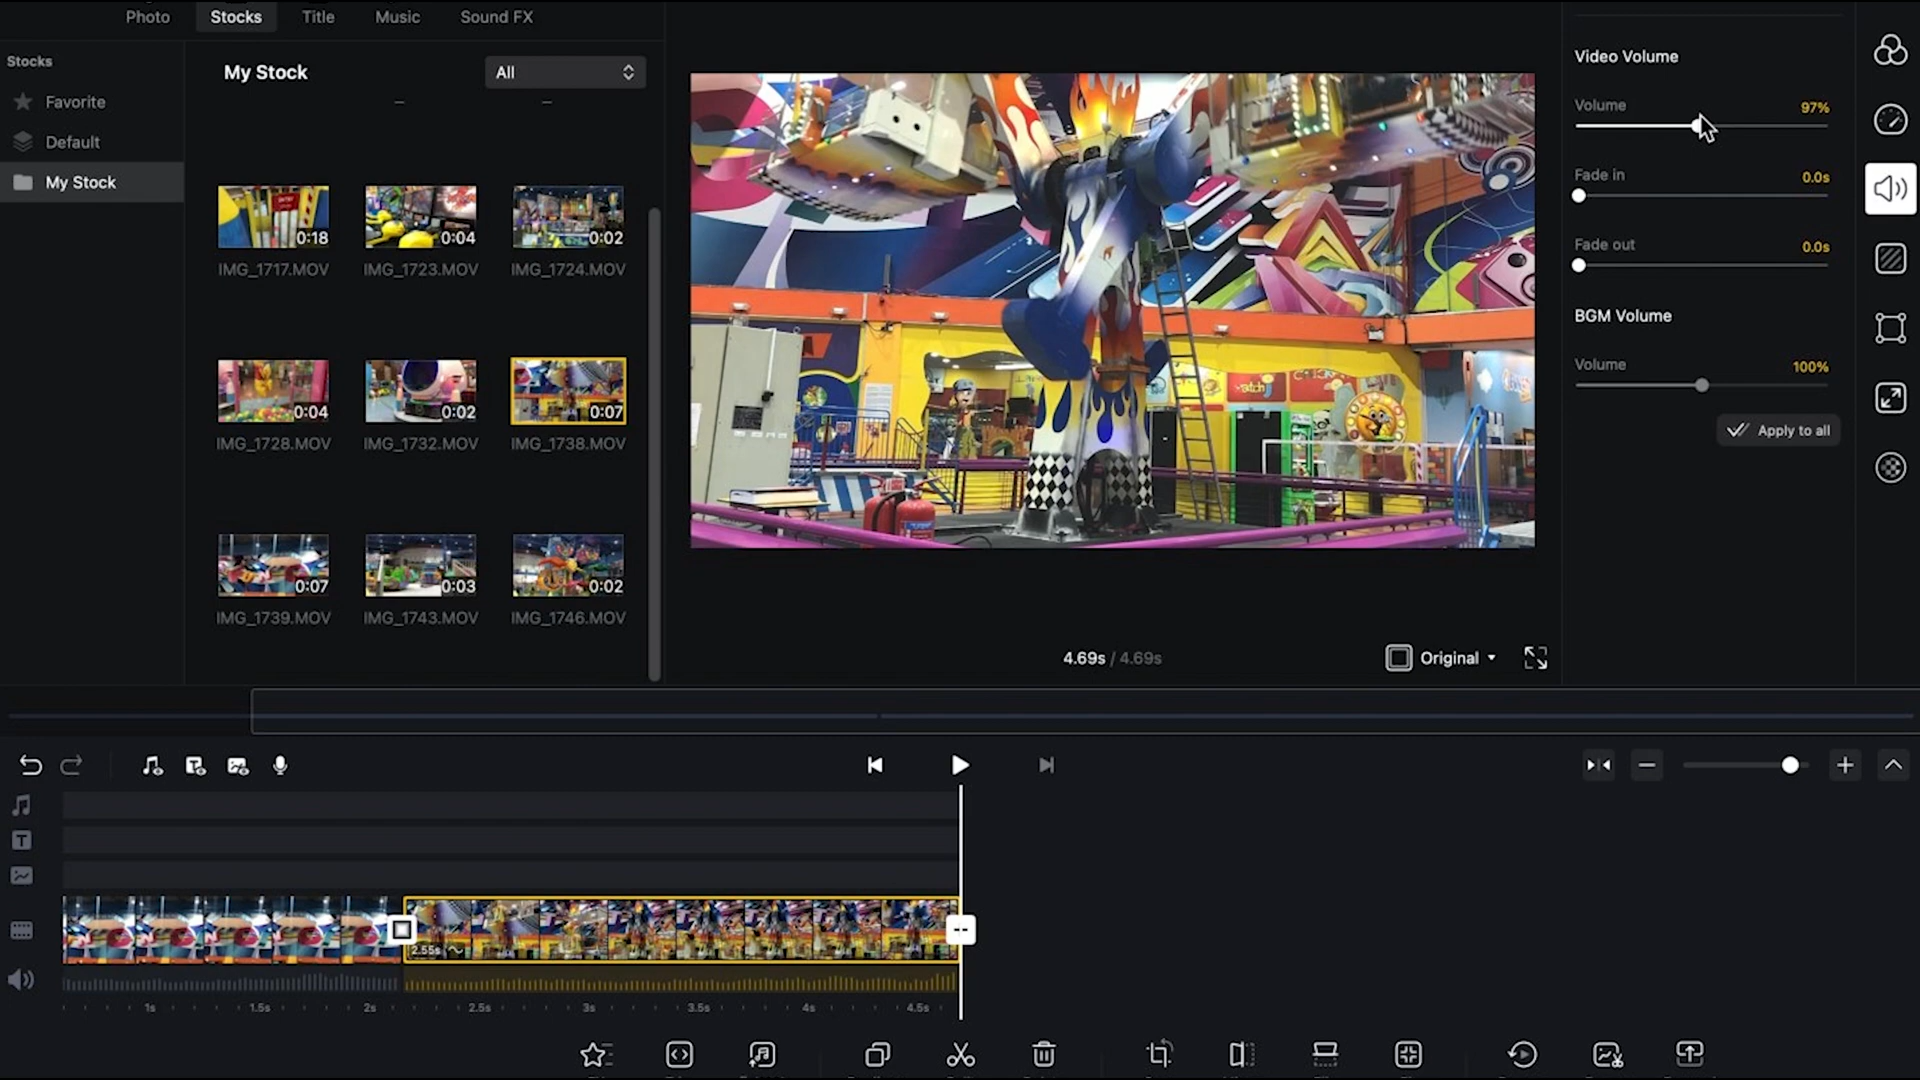 Photo Stocks Title Music Sound FX
Stocks
Favorite
Default
My Stock
My Stock All
0:18 0:04 0:02
IMG_1717.MOV IMG_1723.MOV IMG_1724.MOV
0:04 0:02 0:07
IMG_1728.MOV IMG_1732.MOV IMG_1738.MOV
0:07 0:03 0:02
IMG_1739.MOV IMG_1743.MOV IMG_1746.MOV
4.69s / 4.69s
Original
Video Volume
Volume 97%
Fade in 0.0s
Fade out 0.0s
BGM Volume
Volume 100%
Apply to all
2.55s
1s 1.5s 2s 2.5s 3s 3.5s 4s 4.5s